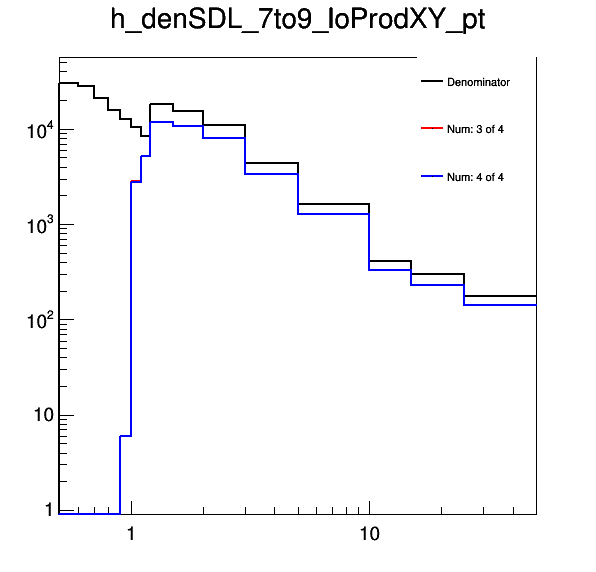 h_denSDL_7to9_loProdXY_pt
Denominator
Num: 3 of 4
Num: 4 of 4
10^4
10^3
10^2
10
1
1
10